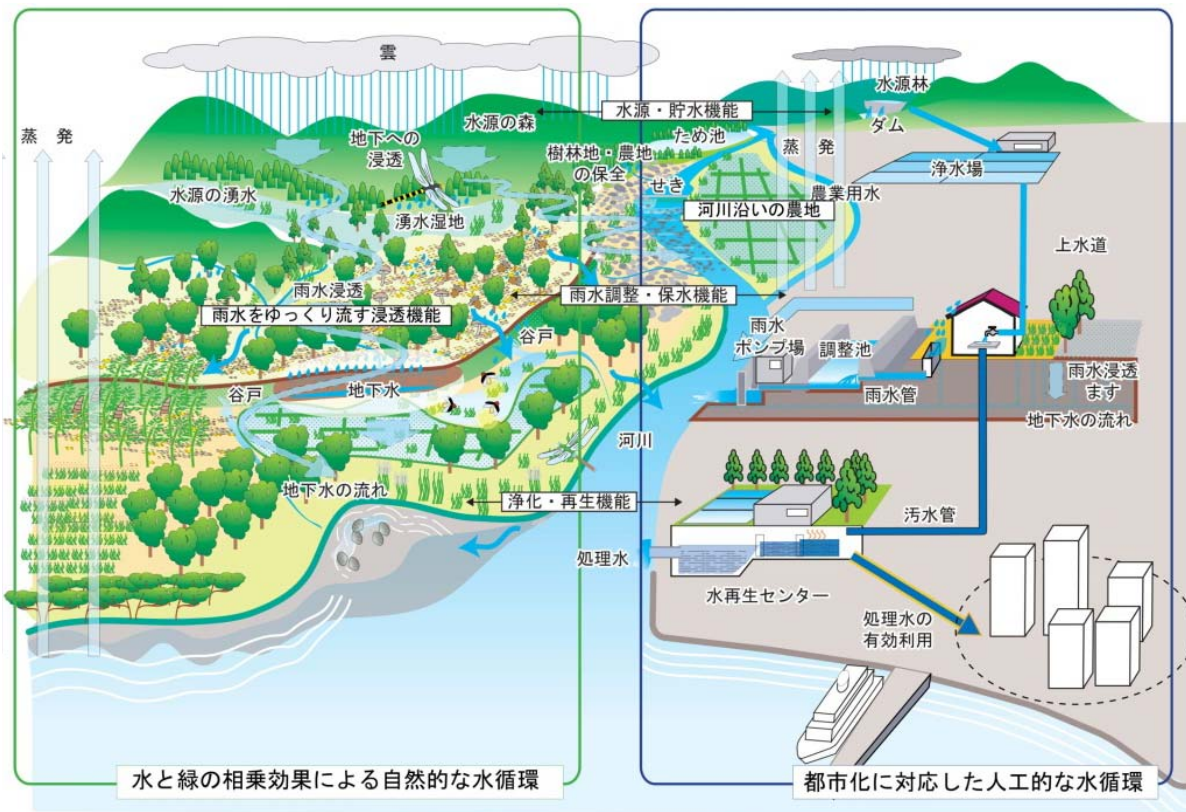 雲
水源林
水源・貯水機能
ダム
水源の森
ため池
蒸発
地下への
浸透
蒸発
樹林地・農地
の保全
浄水場
せき
水源の湧水
農業用水
河川沿いの農地
湧水湿地
上水道
雨水浸透
雨水調整・保水機能
雨水をゆっくり流す浸透機能
谷戸
雨水
ポンプ場
調整池
雨水浸透
ます
谷戸
地下水
雨水管
地下水の流れ
河川
地下水の流れ
浄化・再生機能
汚水管
処理水
水再生センター
処理水の
有効利用
水と緑の相乗効果による自然的な水循環
都市化に対応した人工的な水循環